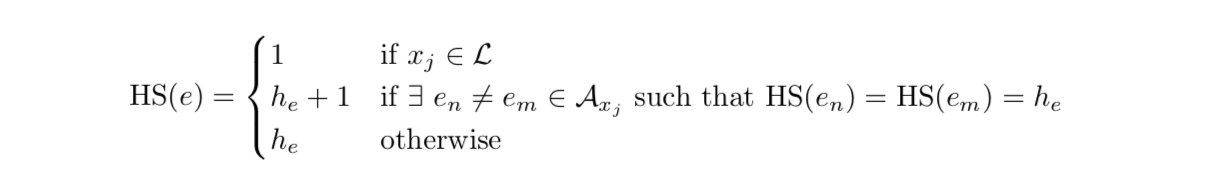 HS(e) = { 1 if x_j ∈ ℒ
h_e + 1 if ∃ e_n ≠ e_m ∈ 𝒜_{x_j} such that HS(e_n) = HS(e_m) = h_e
h_e otherwise